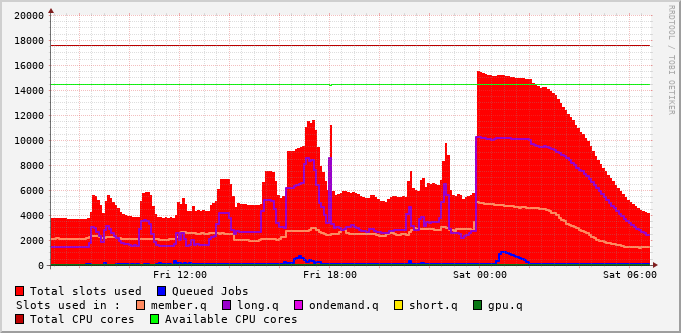 RRDTOOL / TOBI OETIKER
20000
18000
16000
14000
12000
10000
8000
6000
4000
2000
0
Fri 12:00 Fri 18:00 Sat 00:00 Sat 06:00
Total slots used Queued Jobs
Slots used in : member.q long.q ondemand.q short.q gpu.q
Total CPU cores Available CPU cores